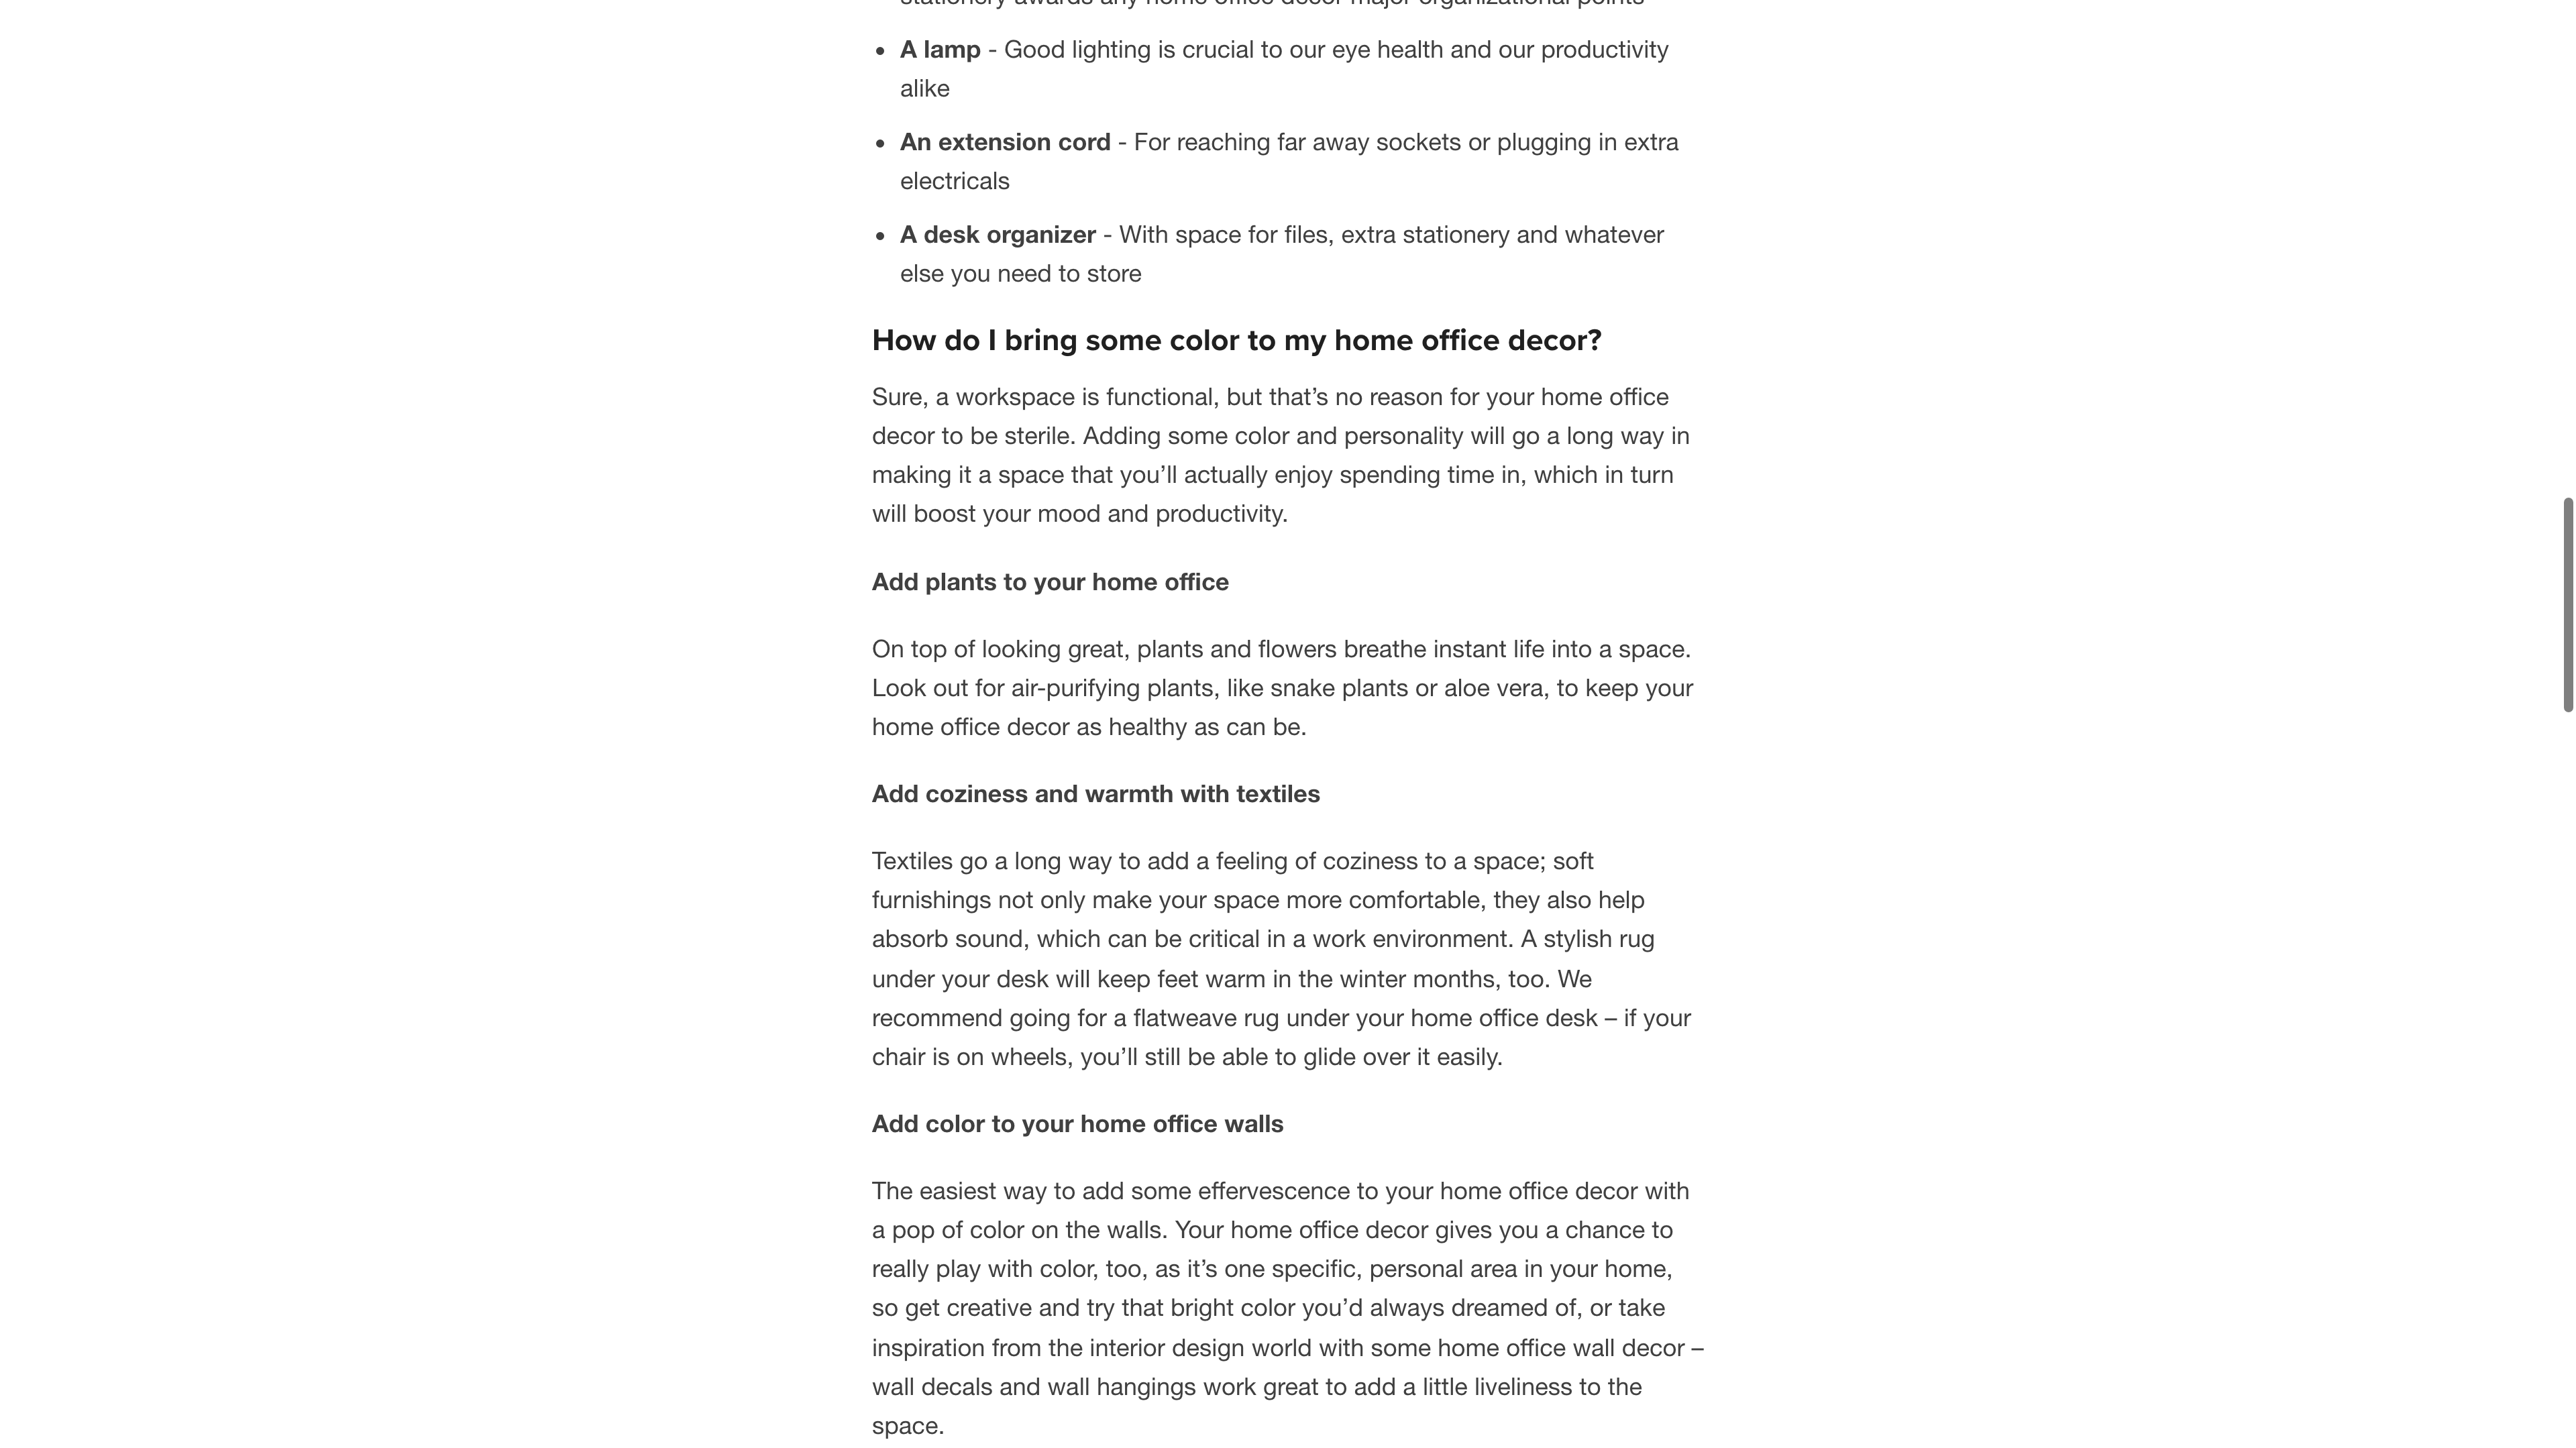 stationery awards any home office decor major organizational points
• A lamp - Good lighting is crucial to our eye health and our productivity
alike
• An extension cord - For reaching far away sockets or plugging in extra
electricals
• A desk organizer - With space for files, extra stationery and whatever
else you need to store
How do I bring some color to my home office decor?
Sure, a workspace is functional, but that’s no reason for your home office
decor to be sterile. Adding some color and personality will go a long way in
making it a space that you’ll actually enjoy spending time in, which in turn
will boost your mood and productivity.
Add plants to your home office
On top of looking great, plants and flowers breathe instant life into a space.
Look out for air-purifying plants, like snake plants or aloe vera, to keep your
home office decor as healthy as can be.
Add coziness and warmth with textiles
Textiles go a long way to add a feeling of coziness to a space; soft
furnishings not only make your space more comfortable, they also help
absorb sound, which can be critical in a work environment. A stylish rug
under your desk will keep feet warm in the winter months, too. We
recommend going for a flatweave rug under your home office desk – if your
chair is on wheels, you’ll still be able to glide over it easily.
Add color to your home office walls
The easiest way to add some effervescence to your home office decor with
a pop of color on the walls. Your home office decor gives you a chance to
really play with color, too, as it’s one specific, personal area in your home,
so get creative and try that bright color you’d always dreamed of, or take
inspiration from the interior design world with some home office wall decor –
wall decals and wall hangings work great to add a little liveliness to the
space.